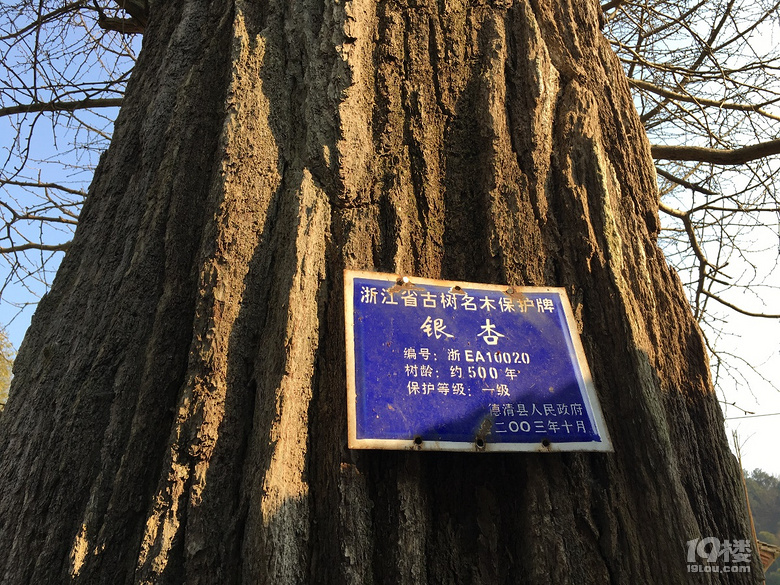 浙江省古树名木保护牌
银杏
编号：浙EA10020
树龄：约500年
保护等级：一级
德清县人民政府
二OO三年十月
19楼
19lou.com